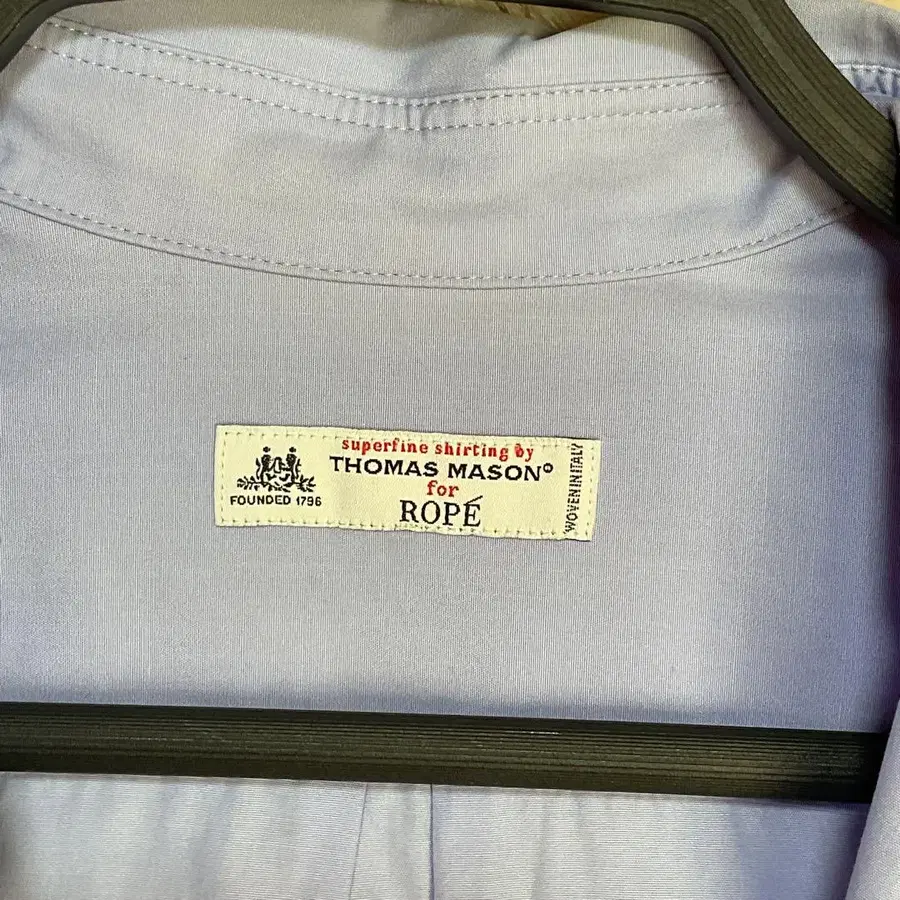 superfine shirting by
THOMAS MASON®
for
ROPÉ
FOUNDED 1796
WOVEN IN ITALY